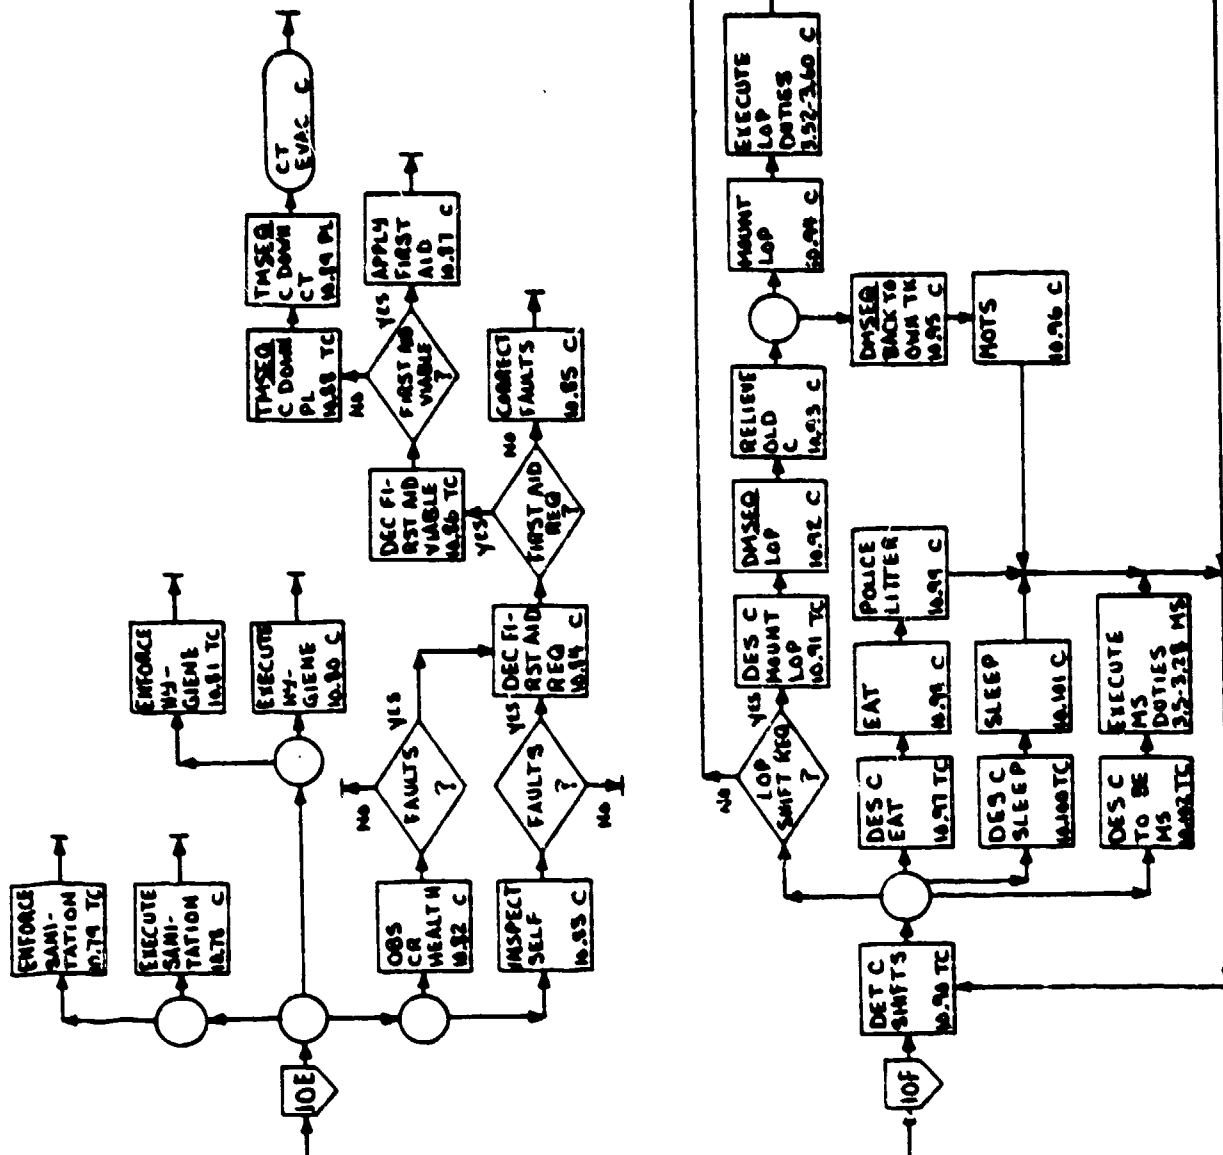 10E
ENFORCE
SANI-
TATION
10.79 TC
EXECUTE
SANI-
TATION
10.78 C
ENFORCE
HY-
GIENE
10.81 TC
EXECUTE
HY-
GIENE
10.80 C
OBS
CR
HEALTH
10.82 C
INSPECT
SELF
10.83 C
FAULTS
?
NO
YES
FAULTS
?
NO
YES
DEC FI-
RST AID
REQ
10.84 C
FIRST AID
REQ
?
YES
NO
CORRECT
FAULTS
10.85 C
DEC FI-
RST AID
VIABLE
10.86 TC
FIRST AID
VIABLE
?
YES
NO
APPLY
FIRST
AID
10.87 C
TMSEQ
C DOWN
PL
10.88 TC
TMSEQ
C DOWN
CT
10.89 PL
CT
EVAC C
10F
DET C
SHIFTS
10.90 TC
LOP
SHIFT REQ
?
NO
YES
DES C
MOUNT
LOP
10.91 TC
DMSEQ
LOP
10.92 C
RELIEVE
OLD
C
10.93 C
MOUNT
LOP
10.94 C
EXECUTE
LOP
DUTIES
3.52-3.60 C
DMSEQ
BACK TO
OWN TK
10.95 C
MOTS
10.96 C
DES C
EAT
10.97 TC
EAT
10.98 C
POLICE
LITTER
10.99 C
DES C
SLEEP
10.100 TC
SLEEP
10.101 C
DES C
TO BE
MS
10.102 TC
EXECUTE
MS
DUTIES
3.5-3.28 MS